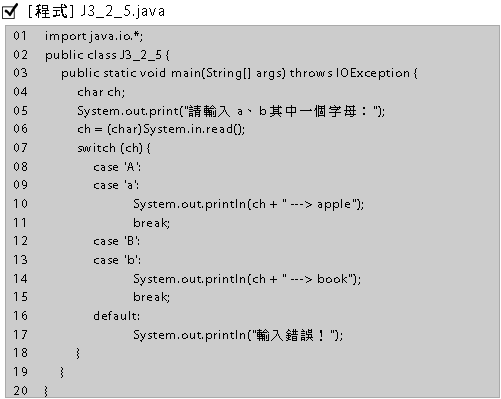 [程式] J3_2_5.java
01 import java.io.*;
02 public class J3_2_5 {
03 public static void main(String[] args) throws IOException {
04 char ch;
05 System.out.print("請輸入 a、b 其中一個字母：");
06 ch = (char)System.in.read();
07 switch (ch) {
08 case 'A':
09 case 'a':
10 System.out.println(ch + " ---> apple");
11 break;
12 case 'B':
13 case 'b':
14 System.out.println(ch + " ---> book");
15 break;
16 default:
17 System.out.println("輸入錯誤！");
18 }
19 }
20 }